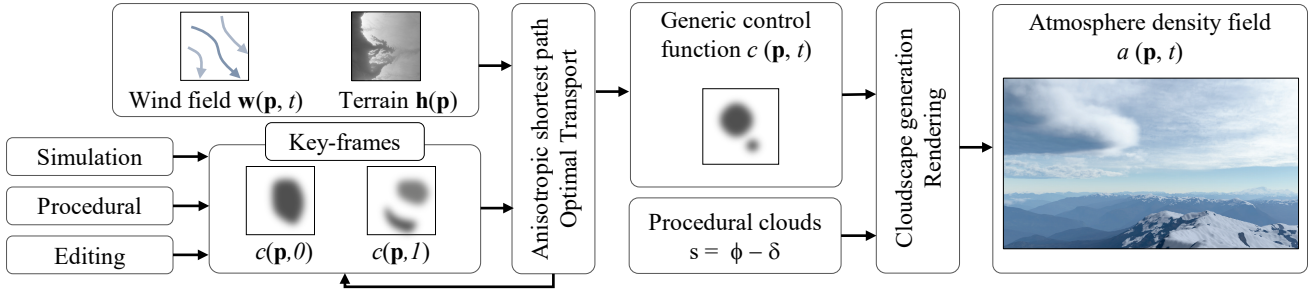 Wind field w(p, t)
Terrain h(p)
Simulation
Procedural
Editing
Key-frames
c(p,0)
c(p,1)
Anisotropic shortest path
Optimal Transport
Generic control
function c (p, t)
Procedural clouds
s = ϕ − δ
Cloudscape generation
Rendering
Atmosphere density field
a (p, t)